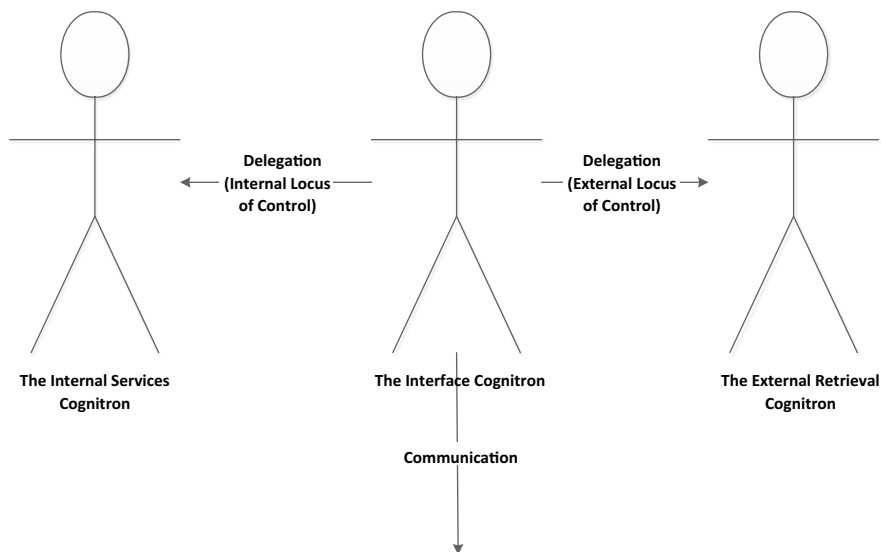 Delegation
(Internal Locus
of Control)
Delegation
(External Locus
of Control)
The Internal Services
Cognitron
The Interface Cognitron
The External Retrieval
Cognitron
Communication